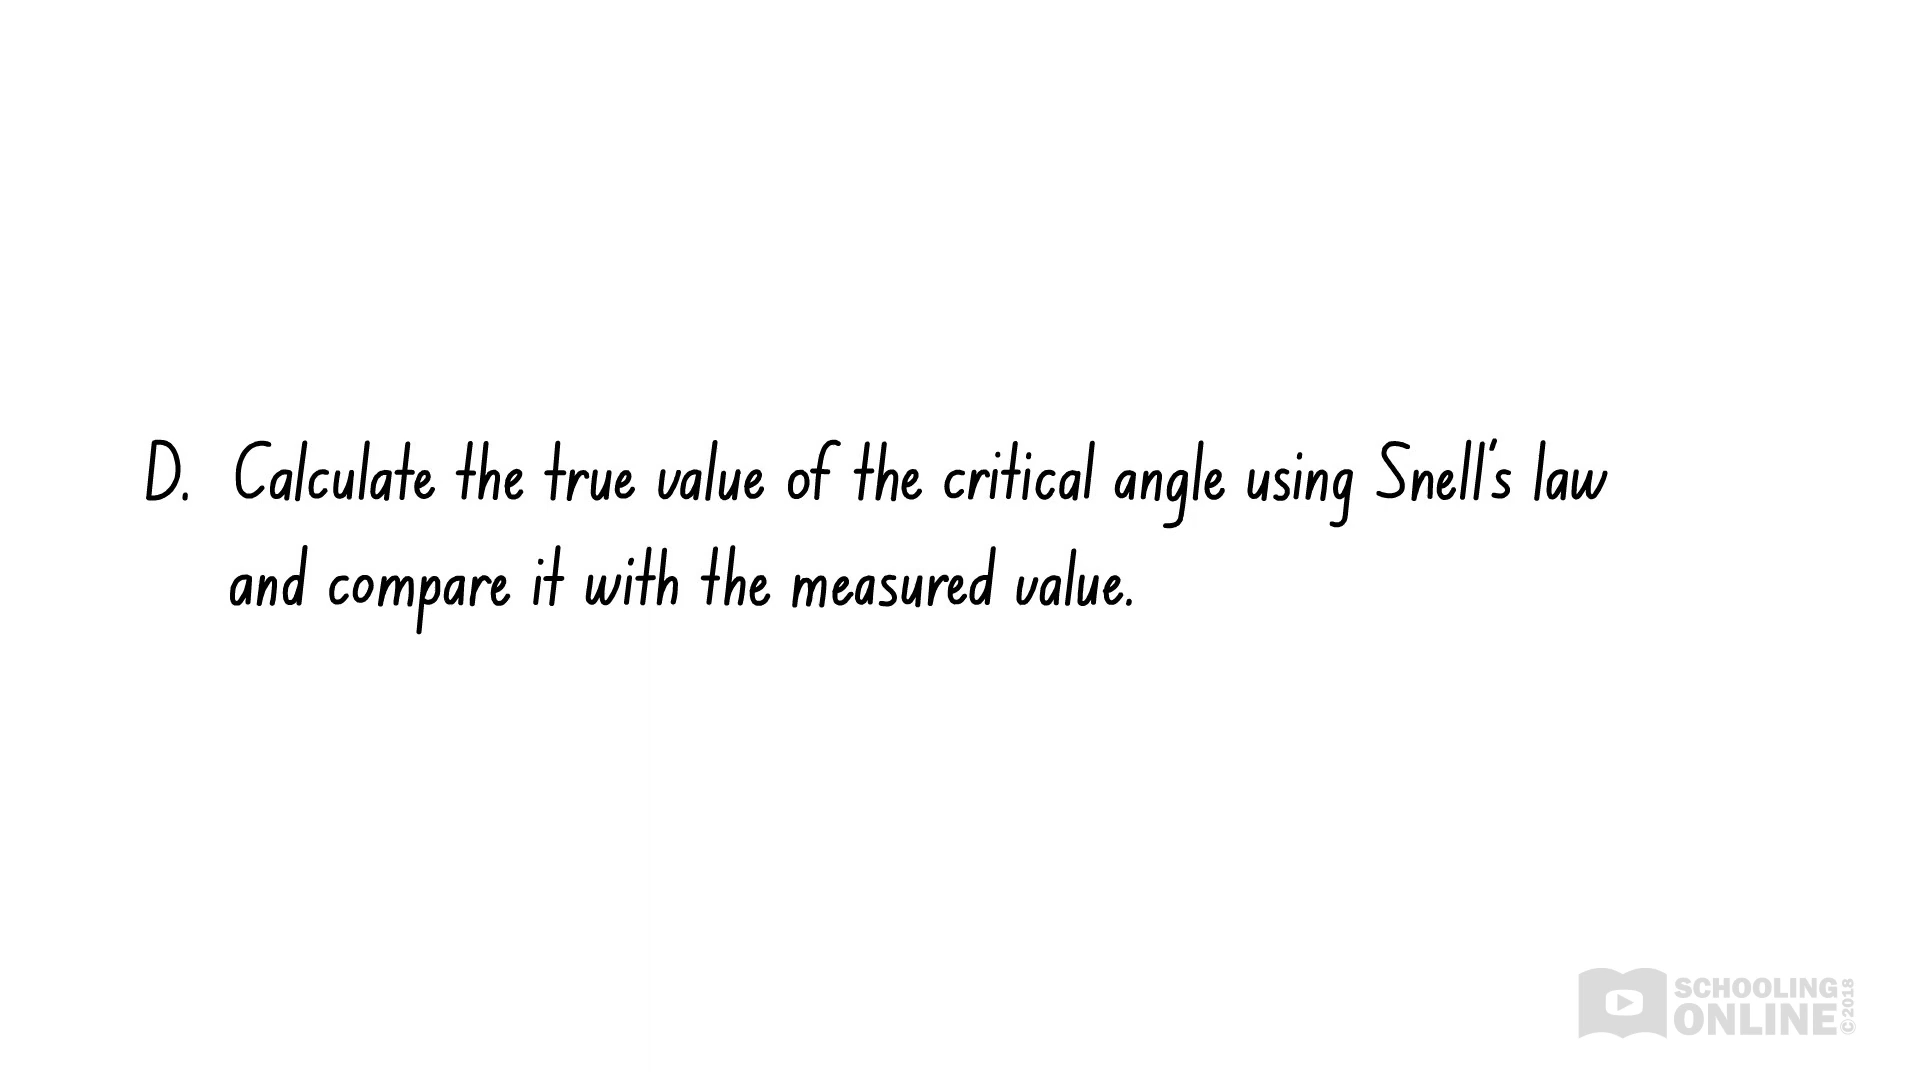 D. Calculate the true value of the critical angle using Snell's law
and compare it with the measured value.
SCHOOLING
ONLINE
©2018